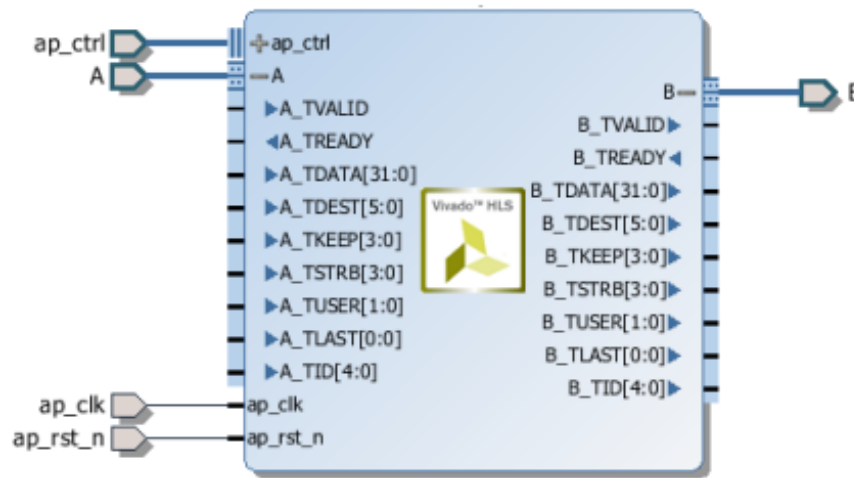 ap_ctrl
A
ap_clk
ap_rst_n
ap_ctrl
A
A_TVALID
A_TREADY
A_TDATA[31:0]
A_TDEST[5:0]
A_TKEEP[3:0]
A_TSTRB[3:0]
A_TUSER[1:0]
A_TLAST[0:0]
A_TID[4:0]
ap_clk
ap_rst_n
Vivado™ HLS
B
B_TVALID
B_TREADY
B_TDATA[31:0]
B_TDEST[5:0]
B_TKEEP[3:0]
B_TSTRB[3:0]
B_TUSER[1:0]
B_TLAST[0:0]
B_TID[4:0]